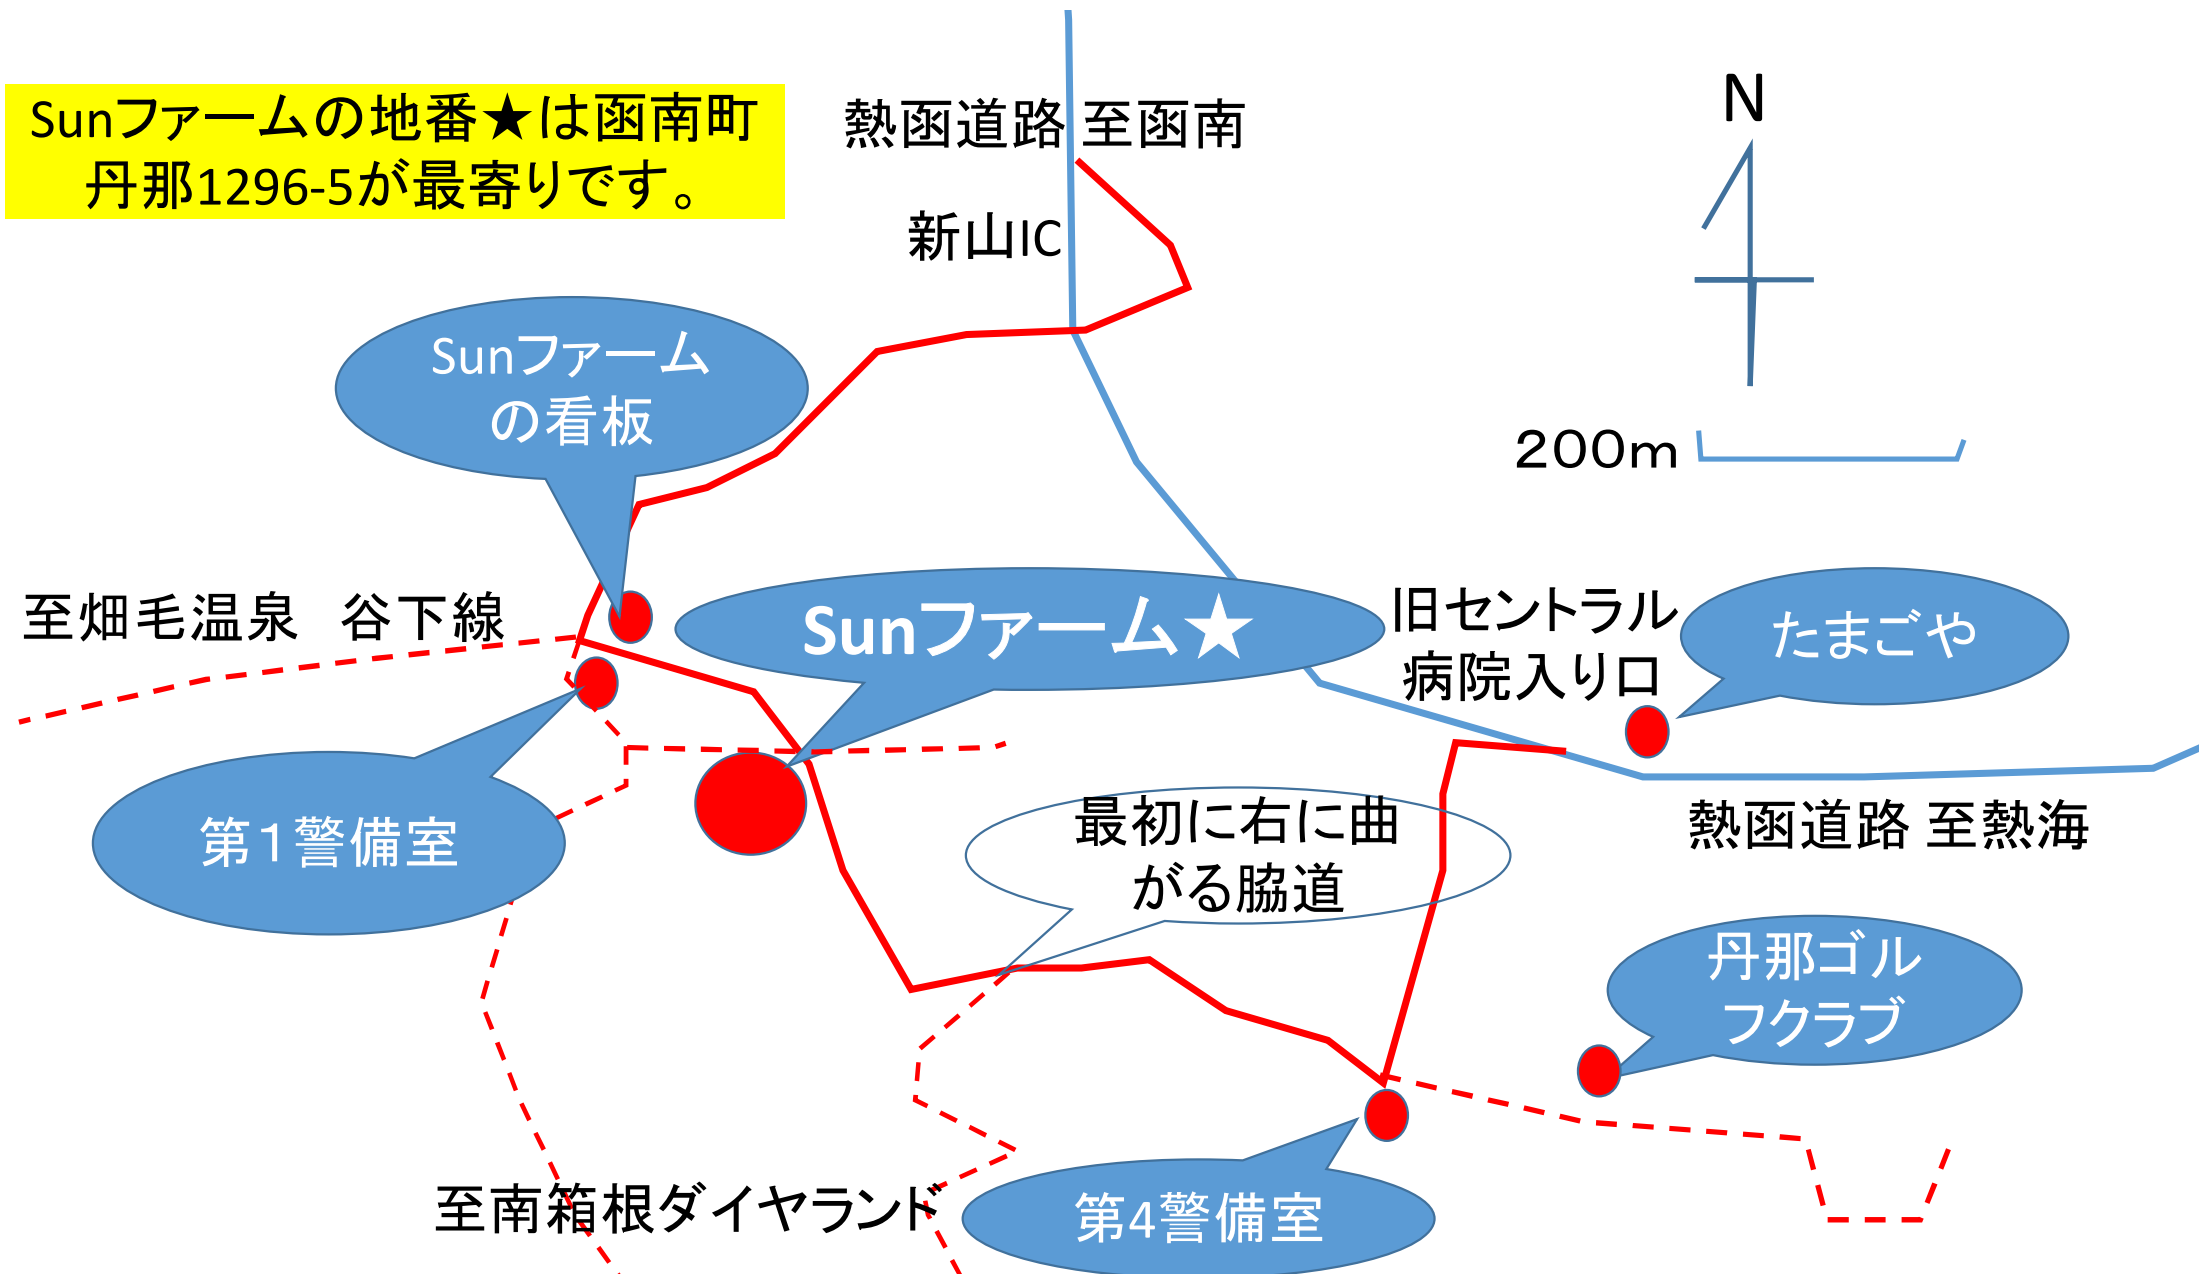 Sunファームの地番★は函南町
丹那1296-5が最寄りです。
熱函道路 至函南
N
新山IC
Sunファーム
の看板
200m
至畑毛温泉　谷下線
Sunファーム★
旧セントラル
病院入り口
たまごや
第１警備室
最初に右に曲
がる脇道
熱函道路 至熱海
丹那ゴル
フクラブ
至南箱根ダイヤランド
第4警備室